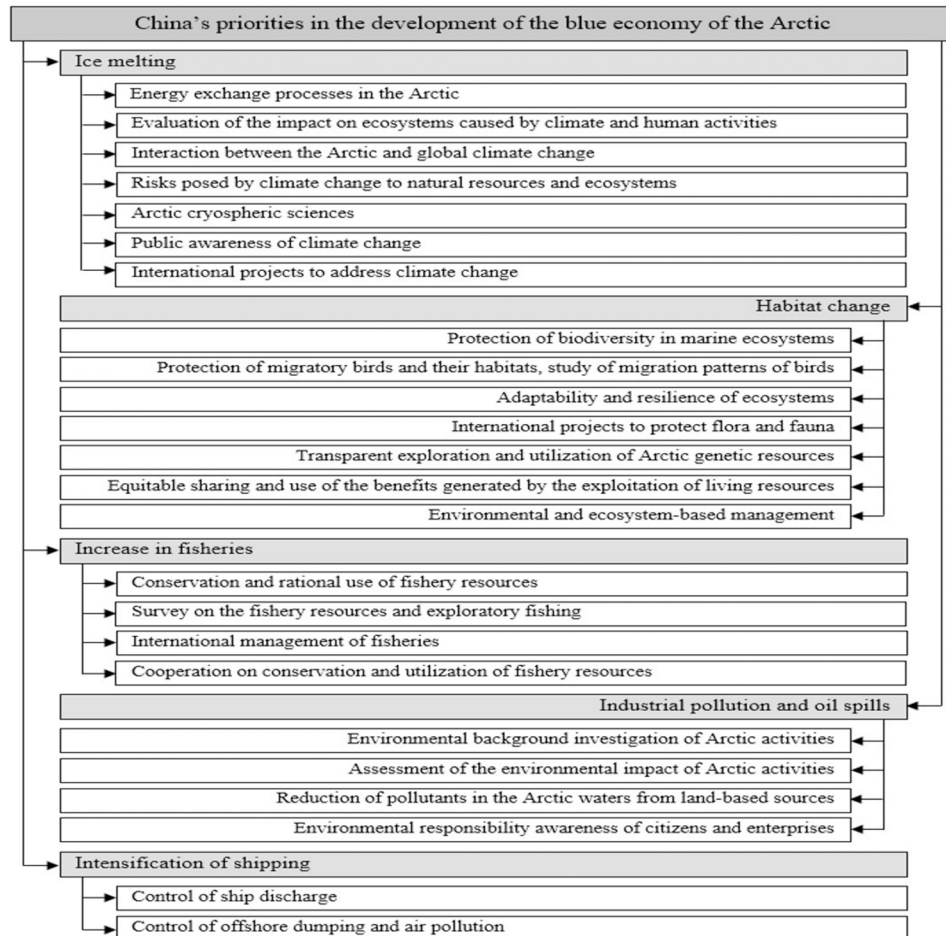 China's priorities in the development of the blue economy of the Arctic
Ice melting
Energy exchange processes in the Arctic
Evaluation of the impact on ecosystems caused by climate and human activities
Interaction between the Arctic and global climate change
Risks posed by climate change to natural resources and ecosystems
Arctic cryospheric sciences
Public awareness of climate change
International projects to address climate change
Habitat change
Protection of biodiversity in marine ecosystems
Protection of migratory birds and their habitats, study of migration patterns of birds
Adaptability and resilience of ecosystems
International projects to protect flora and fauna
Transparent exploration and utilization of Arctic genetic resources
Equitable sharing and use of the benefits generated by the exploitation of living resources
Environmental and ecosystem-based management
Increase in fisheries
Conservation and rational use of fishery resources
Survey on the fishery resources and exploratory fishing
International management of fisheries
Cooperation on conservation and utilization of fishery resources
Industrial pollution and oil spills
Environmental background investigation of Arctic activities
Assessment of the environmental impact of Arctic activities
Reduction of pollutants in the Arctic waters from land-based sources
Environmental responsibility awareness of citizens and enterprises
Intensification of shipping
Control of ship discharge
Control of offshore dumping and air pollution